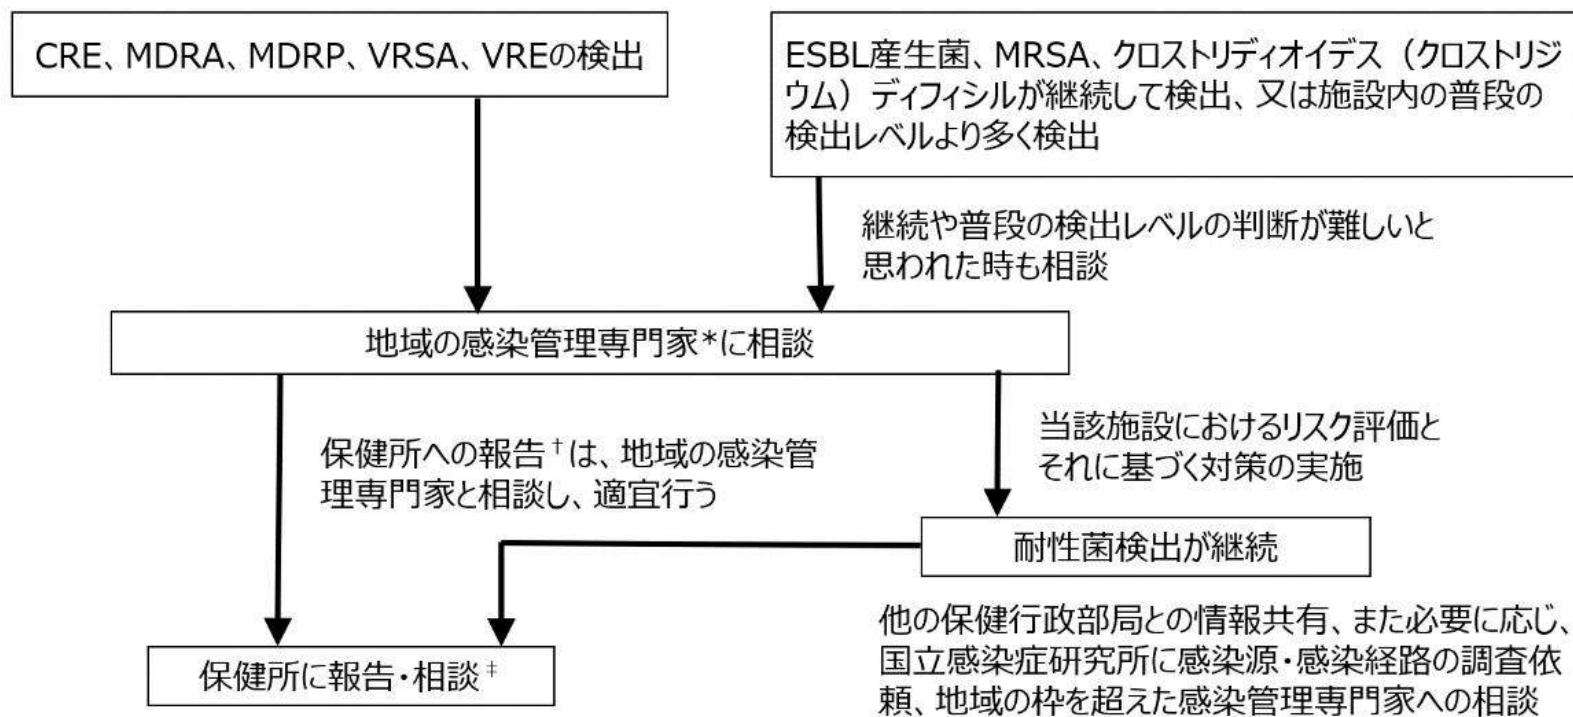 CRE、MDRA、MDRP、VRSA、VREの検出
ESBL産生菌、MRSA、クロストリディオイデス（クロストリジ
ウム）ディフィシルが継続して検出、又は施設内の普段の
検出レベルより多く検出
継続や普段の検出レベルの判断が難しいと
思われた時も相談
地域の感染管理専門家*に相談
保健所への報告†は、地域の感染管
理専門家と相談し、適宜行う
当該施設におけるリスク評価と
それに基づく対策の実施
耐性菌検出が継続
他の保健行政部局との情報共有、また必要に応じ、
国立感染症研究所に感染源・感染経路の調査依
頼、地域の枠を超えた感染管理専門家への相談
保健所に報告・相談‡